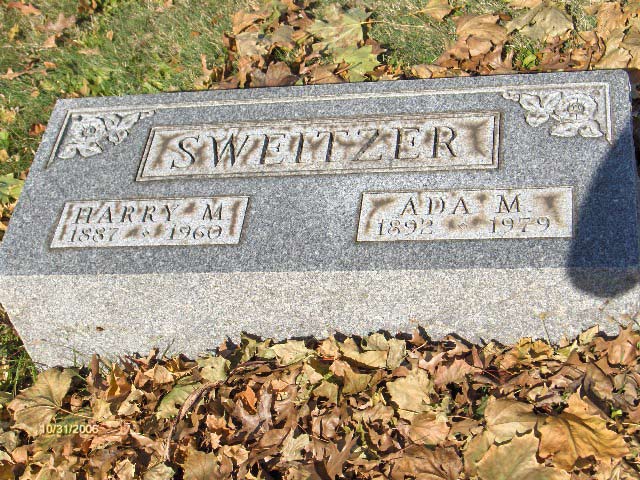 SWEITZER
HARRY M
1887 1960
ADA M.
1892 1979
10/31/2006